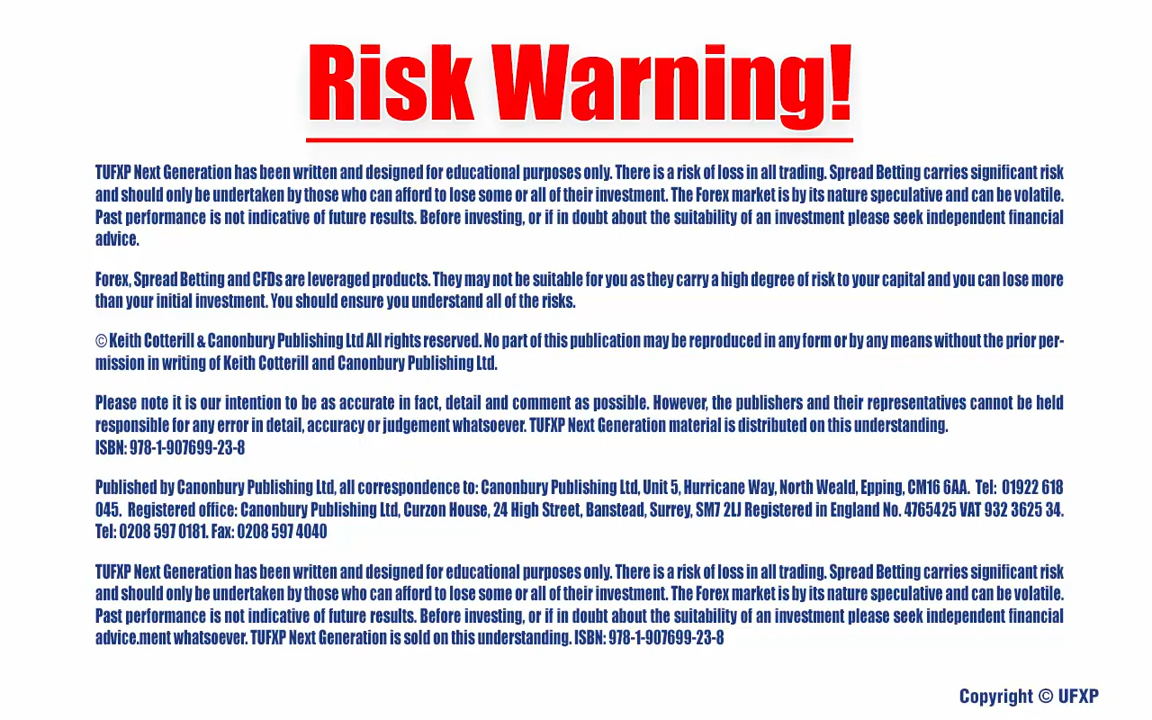 Risk Warning!
TUFXP Next Generation has been written and designed for educational purposes only. There is a risk of loss in all trading. Spread Betting carries significant risk
and should only be undertaken by those who can afford to lose some or all of their investment. The Forex market is by its nature speculative and can be volatile.
Past performance is not indicative of future results. Before investing, or if in doubt about the suitability of an investment please seek independent financial
advice.
Forex, Spread Betting and CFDs are leveraged products. They may not be suitable for you as they carry a high degree of risk to your capital and you can lose more
than your initial investment. You should ensure you understand all of the risks.
© Keith Cotterill & Canonbury Publishing Ltd All rights reserved. No part of this publication may be reproduced in any form or by any means without the prior per-
mission in writing of Keith Cotterill and Canonbury Publishing Ltd.
Please note it is our intention to be as accurate in fact, detail and comment as possible. However, the publishers and their representatives cannot be held
responsible for any error in detail, accuracy or judgement whatsoever. TUFXP Next Generation material is distributed on this understanding.
ISBN: 978-1-907699-23-8
Published by Canonbury Publishing Ltd, all correspondence to: Canonbury Publishing Ltd, Unit 5, Hurricane Way, North Weald, Epping, CM16 6AA. Tel: 01922 618
045. Registered office: Canonbury Publishing Ltd, Curzon House, 24 High Street, Banstead, Surrey, SM7 2LJ Registered in England No. 4765425 VAT 932 3625 34.
Tel: 0208 597 0181. Fax: 0208 597 4040
TUFXP Next Generation has been written and designed for educational purposes only. There is a risk of loss in all trading. Spread Betting carries significant risk
and should only be undertaken by those who can afford to lose some or all of their investment. The Forex market is by its nature speculative and can be volatile.
Past performance is not indicative of future results. Before investing, or if in doubt about the suitability of an investment please seek independent financial
advice.ment whatsoever. TUFXP Next Generation is sold on this understanding. ISBN: 978-1-907699-23-8
Copyright © UFXP